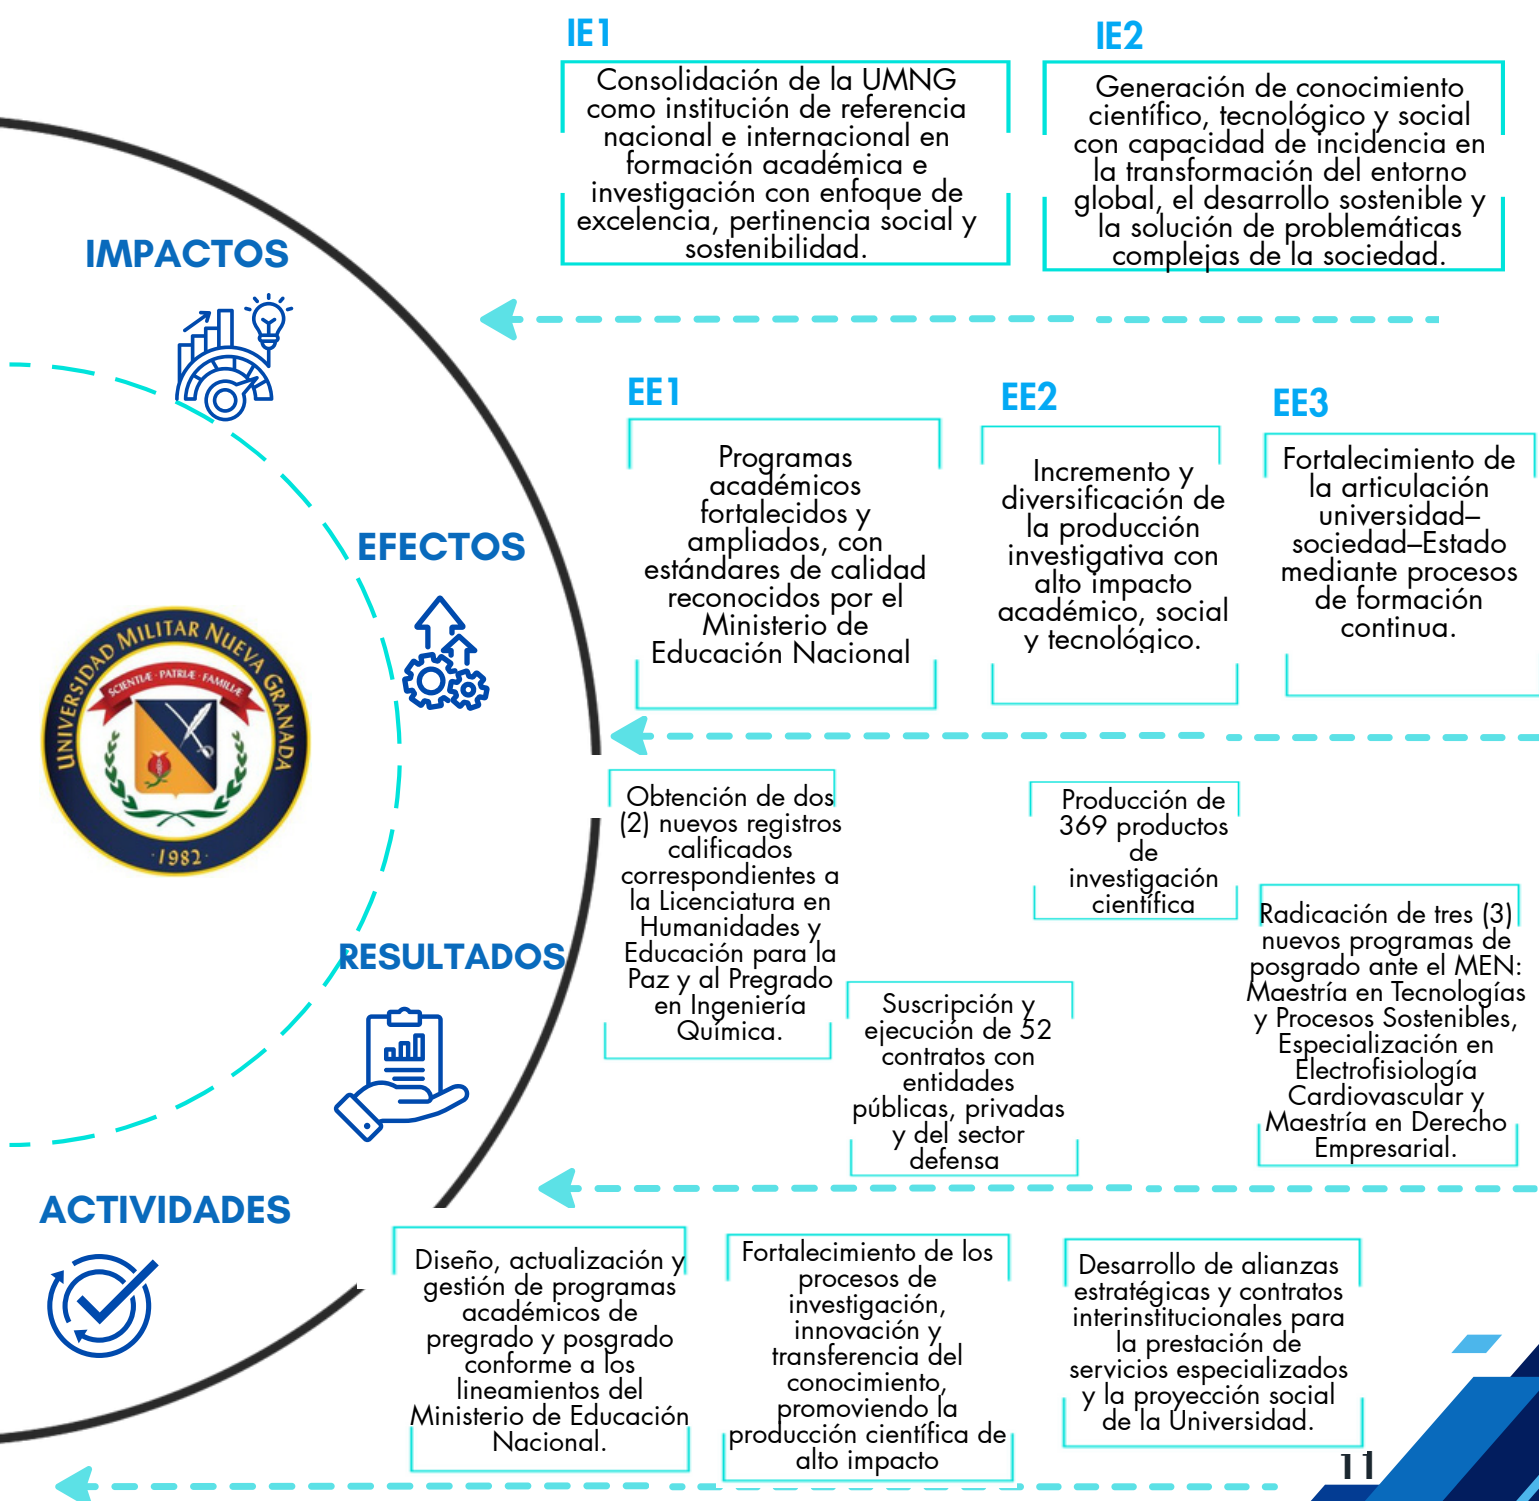 IE1
Consolidación de la UMNG
como institución de referencia
nacional e internacional en
formación académica e
investigación con enfoque de
excelencia, pertinencia social y
sostenibilidad.
IE2
Generación de conocimiento
científico, tecnológico y social
con capacidad de incidencia en
la transformación del entorno
global, el desarrollo sostenible y
la solución de problemáticas
complejas de la sociedad.
IMPACTOS
EE1
Programas
académicos
fortalecidos y
ampliados, con
estándares de calidad
reconocidos por el
Ministerio de
Educación Nacional
EE2
Incremento y
diversificación de
la producción
investigativa con
alto impacto
académico, social
y tecnológico.
EE3
Fortalecimiento de
la articulación
universidad–
sociedad–Estado
mediante procesos
de formación
continua.
EFECTOS
UNIVERSIDAD MILITAR NUEVA GRANADA
SCIENTIÆ · PATRIÆ · FAMILIÆ
·1982·
RESULTADOS
Obtención de dos
(2) nuevos registros
calificados
correspondientes a
la Licenciatura en
Humanidades y
Educación para la
Paz y al Pregrado
en Ingeniería
Química.
Suscripción y
ejecución de 52
contratos con
entidades
públicas, privadas
y del sector
defensa
Producción de
369 productos
de
investigación
científica
Radicación de tres (3)
nuevos programas de
posgrado ante el MEN:
Maestría en Tecnologías
y Procesos Sostenibles,
Especialización en
Electrofisiología
Cardiovascular y
Maestría en Derecho
Empresarial.
ACTIVIDADES
Diseño, actualización y
gestión de programas
académicos de
pregrado y posgrado
conforme a los
lineamientos del
Ministerio de Educación
Nacional.
Fortalecimiento de los
procesos de
investigación,
innovación y
transferencia del
conocimiento,
promoviendo la
producción científica de
alto impacto
Desarrollo de alianzas
estratégicas y contratos
interinstitucionales para
la prestación de
servicios especializados
y la proyección social
de la Universidad.
11